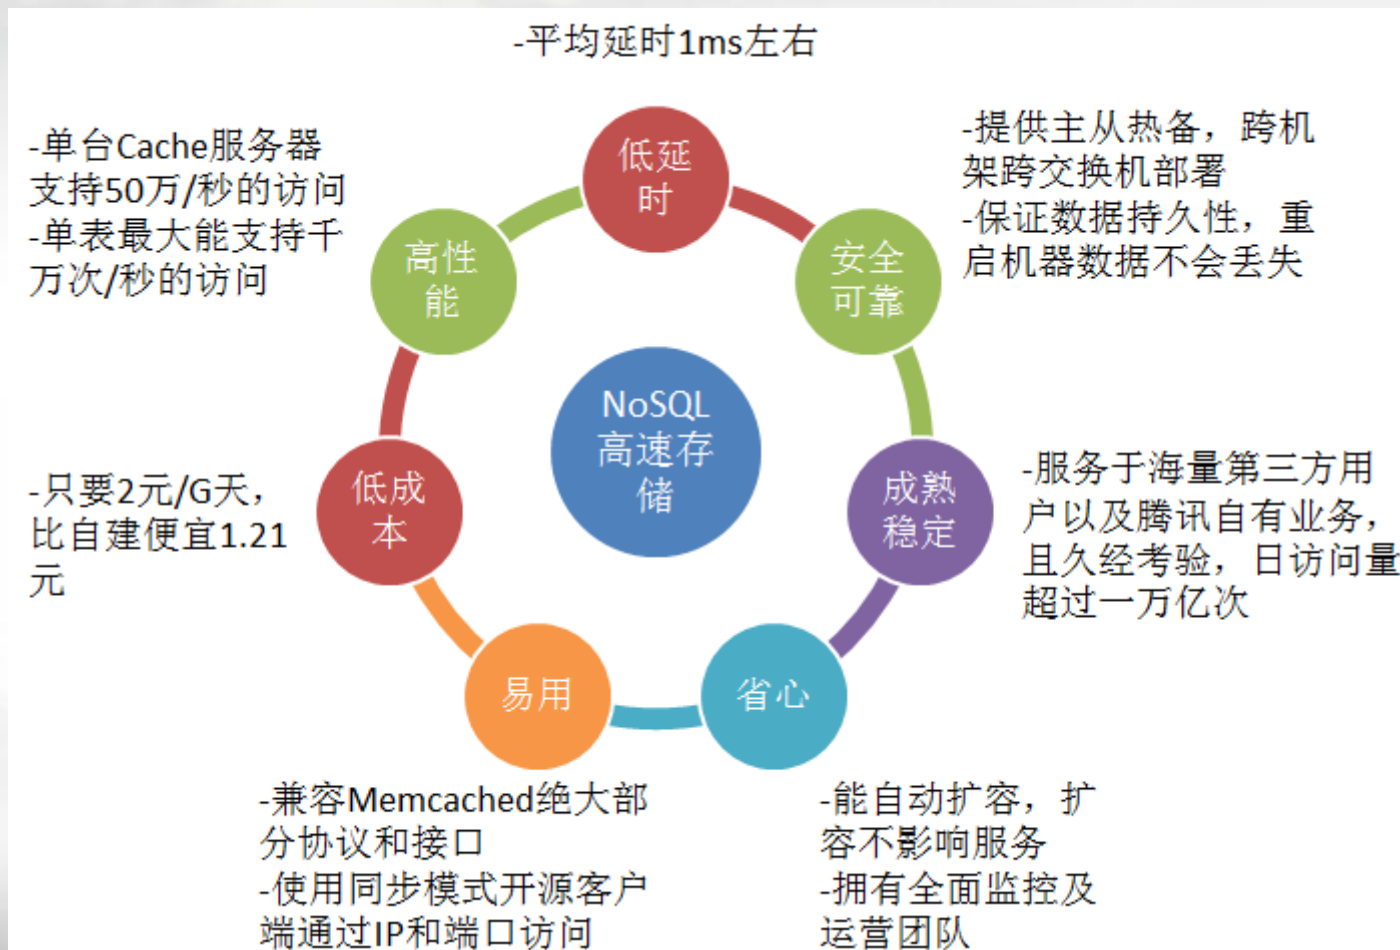 -平均延时1ms左右
低延
时
-提供主从热备，跨机
架跨交换机部署
-保证数据持久性，重
启机器数据不会丢失
安全
可靠
-服务于海量第三方用
户以及腾讯自有业务，
且久经考验，日访问量
超过一万亿次
成熟
稳定
省心
-能自动扩容，扩
容不影响服务
-拥有全面监控及
运营团队
易用
-兼容Memcached绝大部
分协议和接口
-使用同步模式开源客户
端通过IP和端口访问
低成
本
-只要2元/G天，
比自建便宜1.21
元
高性
能
-单台Cache服务器
支持50万/秒的访问
-单表最大能支持千
万次/秒的访问
NoSQL
高速存
储